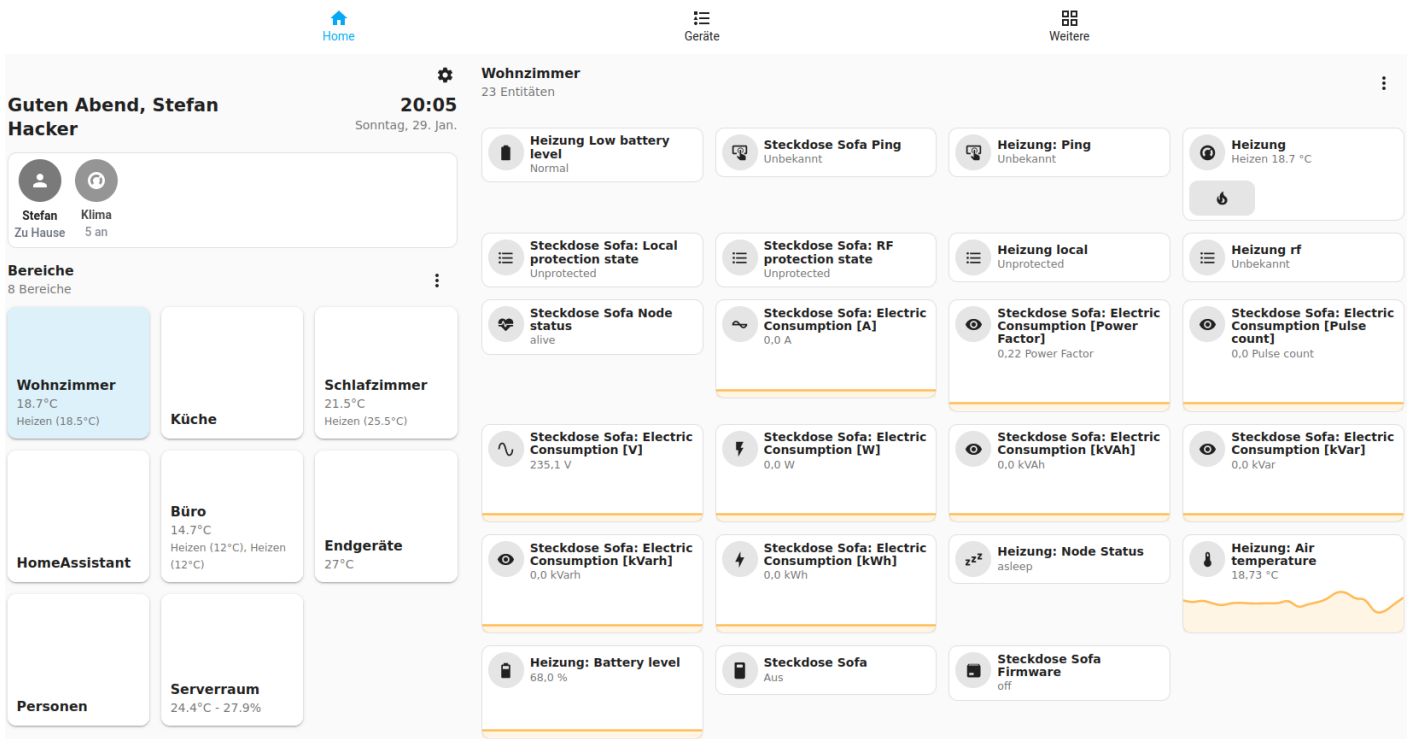 Home
Geräte
Weitere
Guten Abend, Stefan
Hacker
20:05
Sonntag, 29. Jan.
Stefan
Zu Hause
Klima
5 an
Bereiche
8 Bereiche
Wohnzimmer
18.7°C
Heizen (18.5°C)
Küche
Schlafzimmer
21.5°C
Heizen (25.5°C)
HomeAssistant
Büro
14.7°C
Heizen (12°C), Heizen
(12°C)
Endgeräte
27°C
Personen
Serverraum
24.4°C - 27.9%
Wohnzimmer
23 Entitäten
Heizung Low battery
level
Normal
Steckdose Sofa Ping
Unbekannt
Heizung: Ping
Unbekannt
Heizung
Heizen 18.7 °C
Steckdose Sofa: Local
protection state
Unprotected
Steckdose Sofa: RF
protection state
Unprotected
Heizung local
Unprotected
Heizung rf
Unbekannt
Steckdose Sofa Node
status
alive
Steckdose Sofa: Electric
Consumption [A]
0,0 A
Steckdose Sofa: Electric
Consumption [Power
Factor]
0,22 Power Factor
Steckdose Sofa: Electric
Consumption [Pulse
count]
0,0 Pulse count
Steckdose Sofa: Electric
Consumption [V]
235,1 V
Steckdose Sofa: Electric
Consumption [W]
0,0 W
Steckdose Sofa: Electric
Consumption [kVAh]
0,0 kVAh
Steckdose Sofa: Electric
Consumption [kVar]
0,0 kVar
Steckdose Sofa: Electric
Consumption [kVarh]
0,0 kVarh
Steckdose Sofa: Electric
Consumption [kWh]
0,0 kWh
Heizung: Node Status
asleep
Heizung: Air
temperature
18,73 °C
Heizung: Battery level
68,0 %
Steckdose Sofa
Aus
Steckdose Sofa
Firmware
off